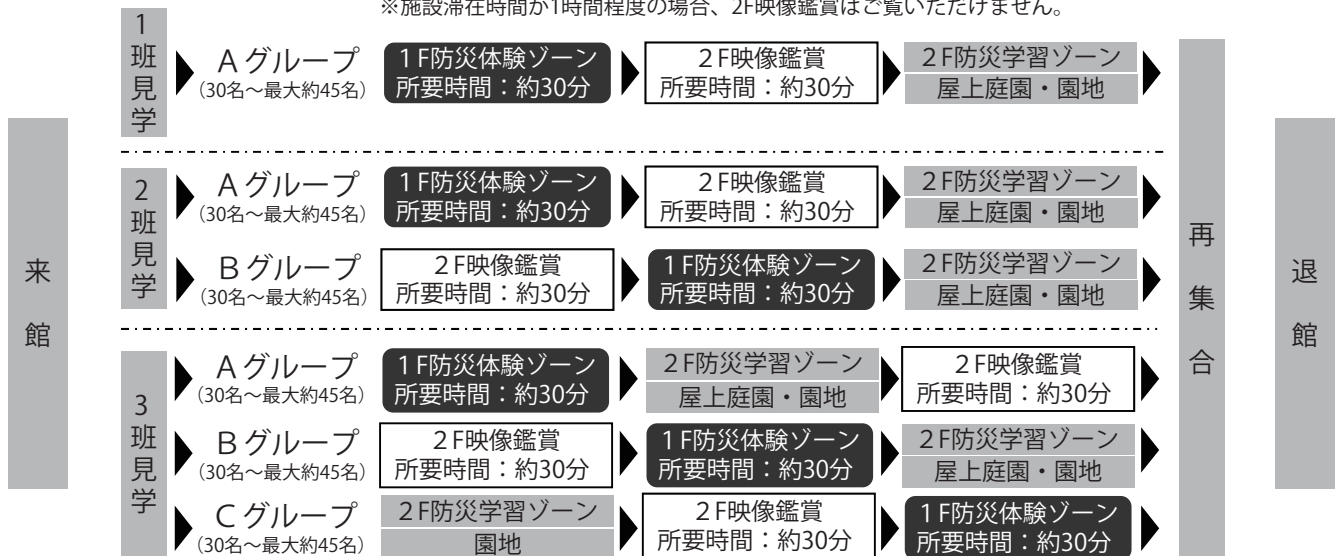 ※施設滞在時間が1時間程度の場合、2F映像鑑賞はご覧いただけません。
来館
1班見学
Aグループ
(30名～最大約45名)
1F防災体験ゾーン
所要時間：約30分
2F映像鑑賞
所要時間：約30分
2F防災学習ゾーン
屋上庭園・園地
2班見学
Aグループ
(30名～最大約45名)
1F防災体験ゾーン
所要時間：約30分
2F映像鑑賞
所要時間：約30分
2F防災学習ゾーン
屋上庭園・園地
Bグループ
(30名～最大約45名)
2F映像鑑賞
所要時間：約30分
1F防災体験ゾーン
所要時間：約30分
2F防災学習ゾーン
屋上庭園・園地
3班見学
Aグループ
(30名～最大約45名)
1F防災体験ゾーン
所要時間：約30分
2F防災学習ゾーン
屋上庭園・園地
2F映像鑑賞
所要時間：約30分
Bグループ
(30名～最大約45名)
2F映像鑑賞
所要時間：約30分
1F防災体験ゾーン
所要時間：約30分
2F防災学習ゾーン
屋上庭園・園地
Cグループ
(30名～最大約45名)
2F防災学習ゾーン
園地
2F映像鑑賞
所要時間：約30分
1F防災体験ゾーン
所要時間：約30分
再集合
退館